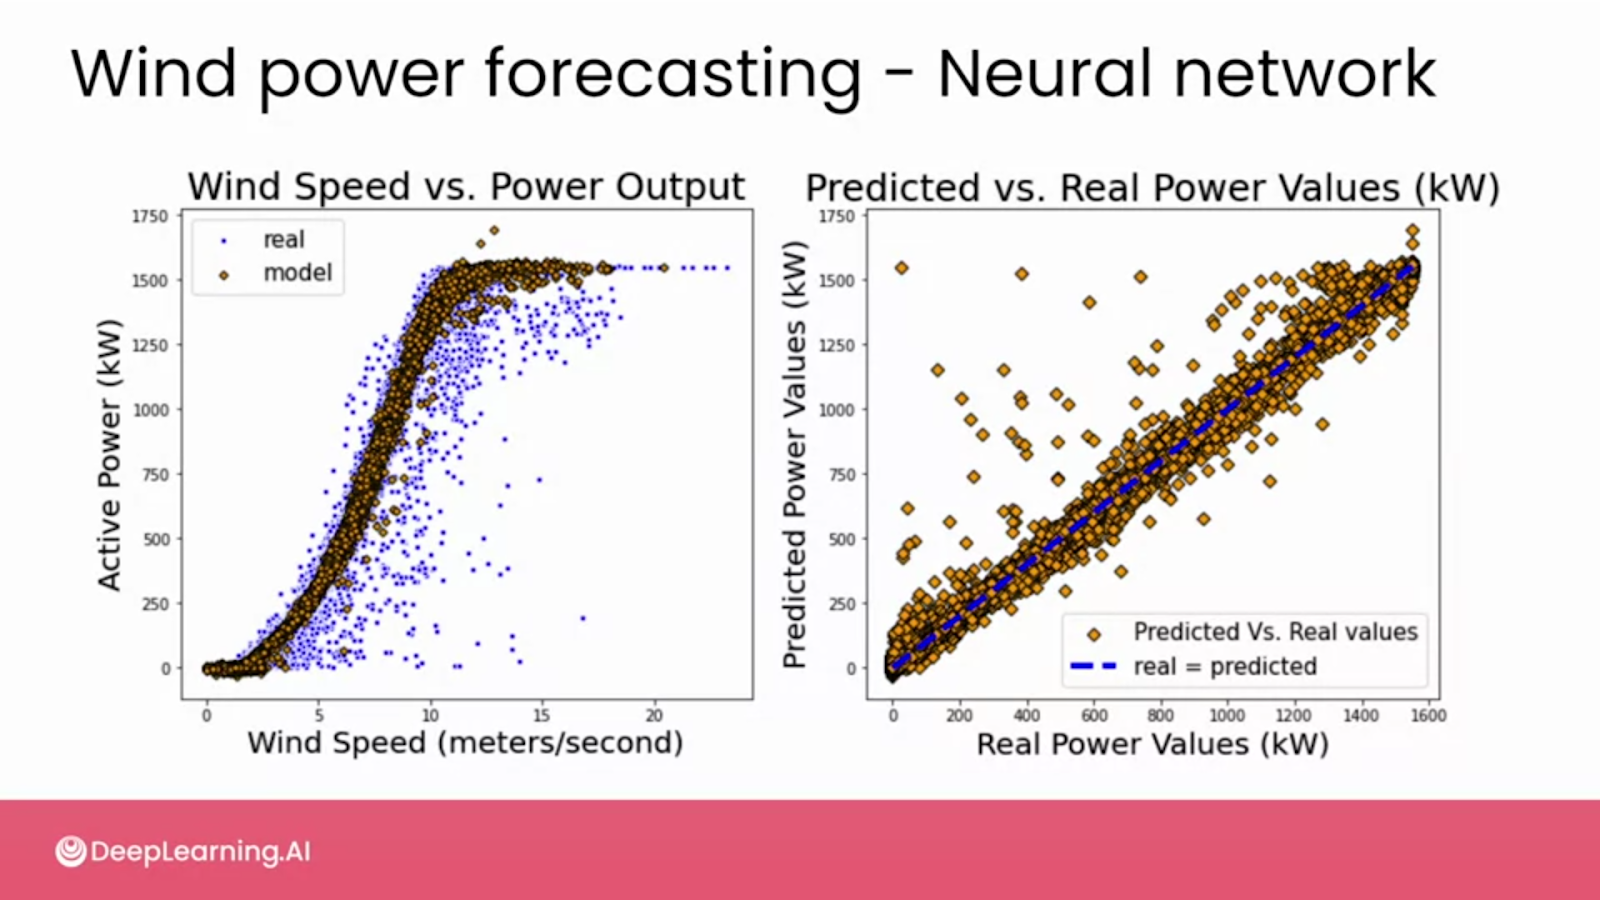 Wind power forecasting - Neural network
Wind Speed vs. Power Output
1750
1500
1250
1000
750
500
250
0
Active Power (kW)
real
model
0 5 10 15 20
Wind Speed (meters/second)
Predicted vs. Real Power Values (kW)
1750
1500
1250
1000
750
500
250
0
Predicted Power Values (kW)
Predicted Vs. Real values
real = predicted
0 200 400 600 800 1000 1200 1400 1600
Real Power Values (kW)
DeepLearning.AI